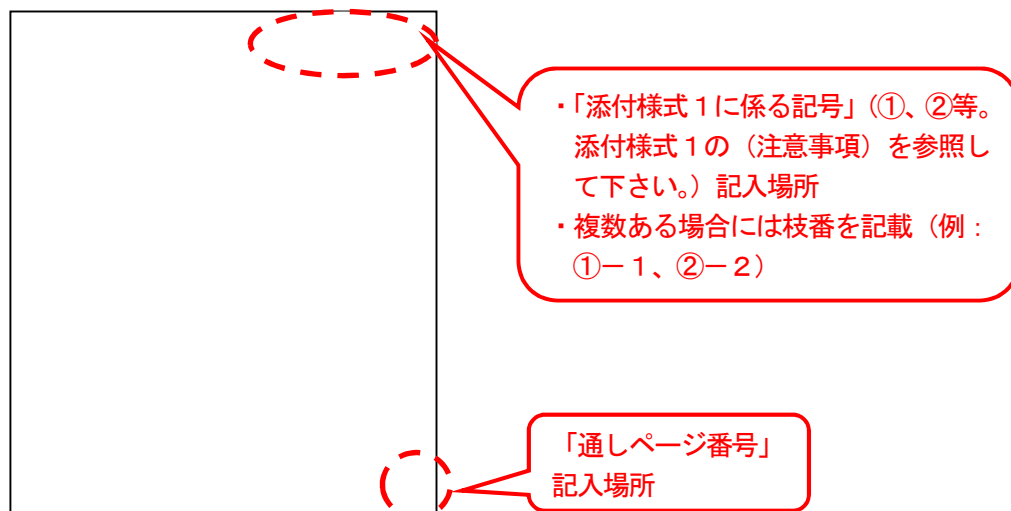 ・「添付様式１に係る記号」（①、②等。
添付様式１の（注意事項）を参照し
て下さい。）記入場所
・複数ある場合には枝番を記載（例：
①－１、②－２）
「通しページ番号」
記入場所